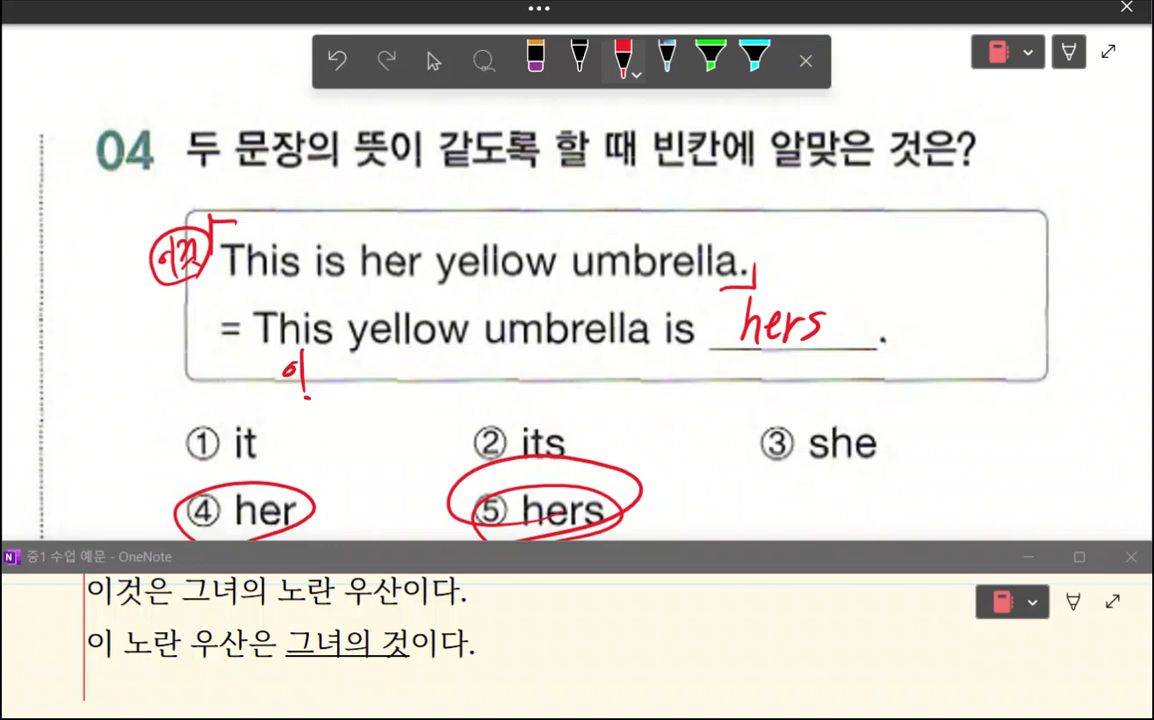 04 두 문장의 뜻이 같도록 할 때 빈칸에 알맞은 것은?
이것 This is her yellow umbrella.
= This yellow umbrella is hers.
이
① it ② its ③ she
④ her ⑤ hers
중1 수업 예문 - OneNote
이것은 그녀의 노란 우산이다.
이 노란 우산은 그녀의 것이다.